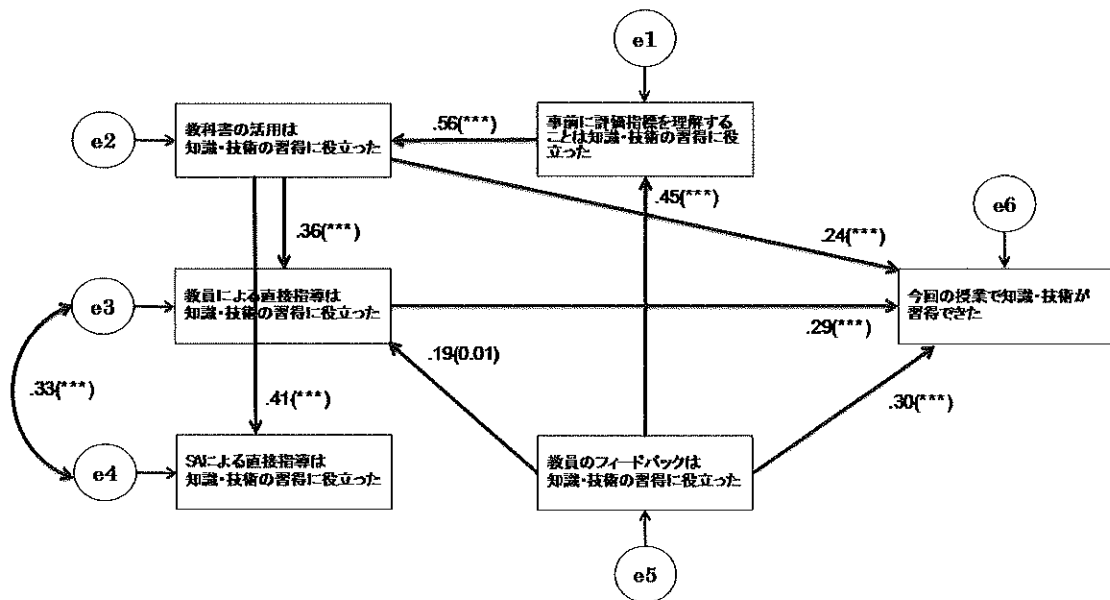 e1
e2
教科書の活用は
知識・技術の習得に役立った
.56(***)
事前に評価指標を理解する
ことは知識・技術の習得に役
立った
.45(***)
e6
.36(***)
.24(***)
e3
教員による直接指導は
知識・技術の習得に役立った
今回の授業で知識・技術が
習得できた
.29(***)
.19(0.01)
.33(***)
.41(***)
.30(***)
e4
SAによる直接指導は
知識・技術の習得に役立った
教員のフィードバックは
知識・技術の習得に役立った
e5